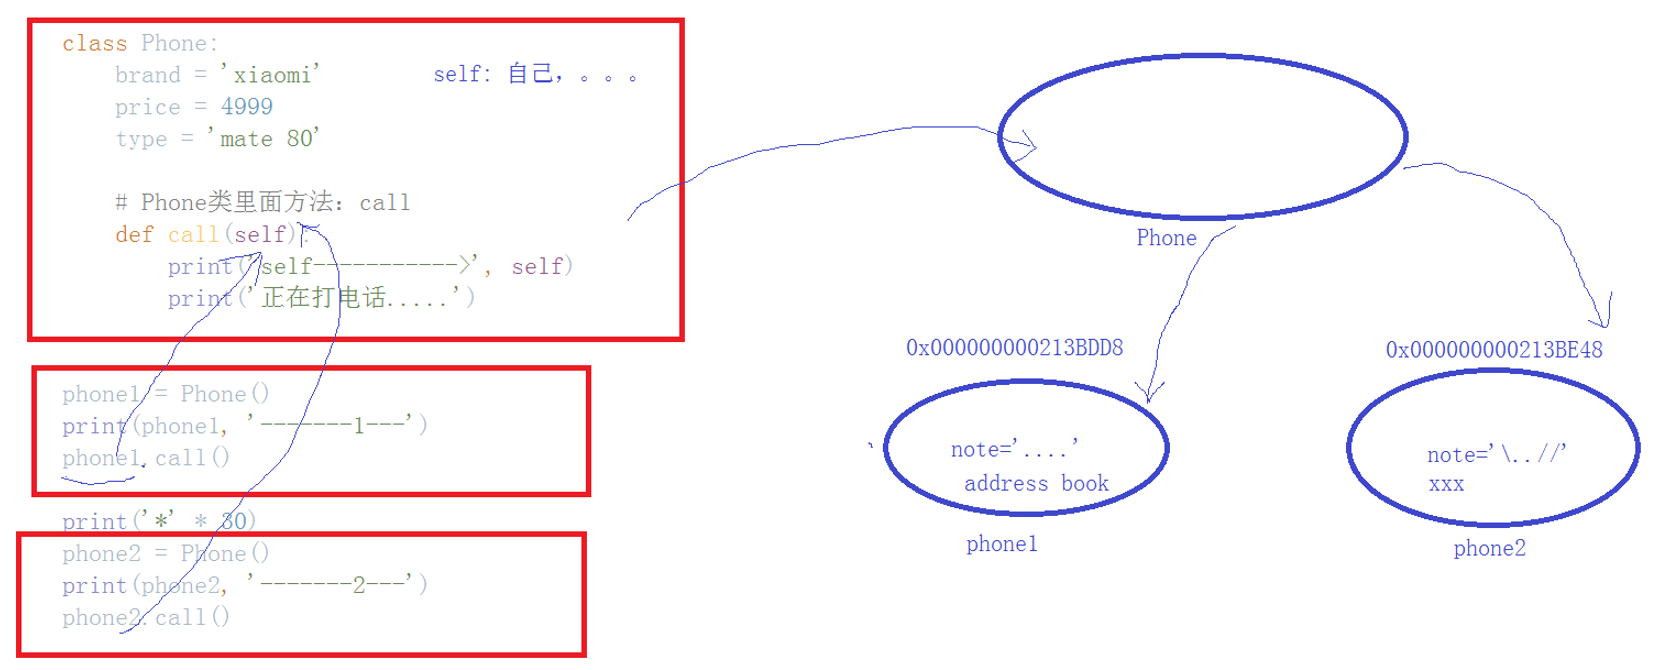 class Phone:
brand = 'xiaomi'
self: 自己，。。。
price = 4999
type = 'mate 80'
# Phone类里面方法：call
def call(self):
print('self----------->', self)
print('正在打电话.....')
phone1 = Phone()
print(phone1, '-------1---')
phone1.call()
print('*' * 30)
phone2 = Phone()
print(phone2, '-------2---')
phone2.call()
Phone
0x000000000213BDD8
note='....'
address book
phone1
0x000000000213BE48
note='\..//'
xxx
phone2